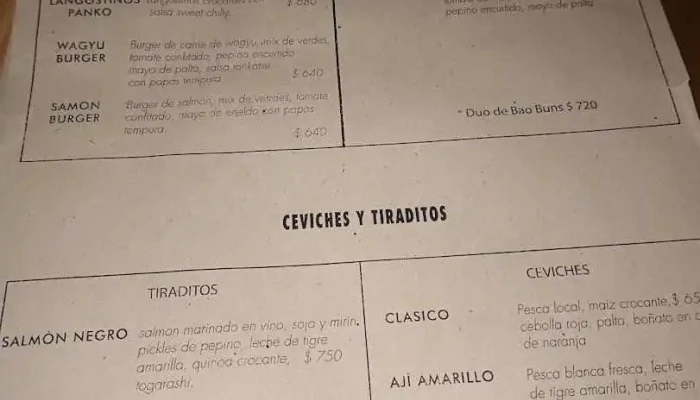 LANGOSTINOS
PANKO
salsa sweet chilly.
$ 680
WAGYU
BURGER
Burger de carne de wagyu, mix de verdes,
tomate confitado, pepino encurtido
mayo de palta, salsa tonkatsu
con papas tempura.
$ 640
SAMON
BURGER
Burger de salmón, mix de verdes, tomate
confitado, mayo de eneldo con papas
tempura.
$ 640
pepino encurtido, mayo de palta.
* Duo de Bao Buns $ 720
CEVICHES Y TIRADITOS
TIRADITOS
SALMÓN NEGRO
salmon marinado en vino, soja y mirin,
pickles de pepino, leche de tigre
amarilla, quinoa crocante, $ 750
togarashi.
CEVICHES
CLASICO
Pesca local, maiz crocante,$ 65
cebolla roja, palta, boñato en c
de naranja
AJÍ AMARILLO
Pesca blanca fresca, leche
de tigre amarilla, boñato en